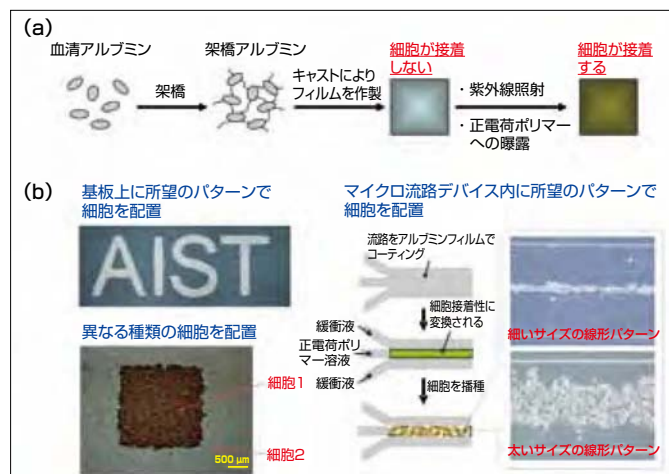 (a)
血清アルブミン
架橋
架橋アルブミン
キャストにより
フィルムを作製
細胞が接着
しない
・紫外線照射
・正電荷ポリマー
への曝露
細胞が接着
する
(b)
基板上に所望のパターンで
細胞を配置
AIST
異なる種類の細胞を配置
細胞1
細胞2
500 μm
マイクロ流路デバイス内に所望のパターンで
細胞を配置
流路をアルブミンフィルムで
コーティング
細胞接着性に
変換される
緩衝液
正電荷ポリ
マー溶液
緩衝液
細胞を播種
細いサイズの線形パターン
太いサイズの線形パターン